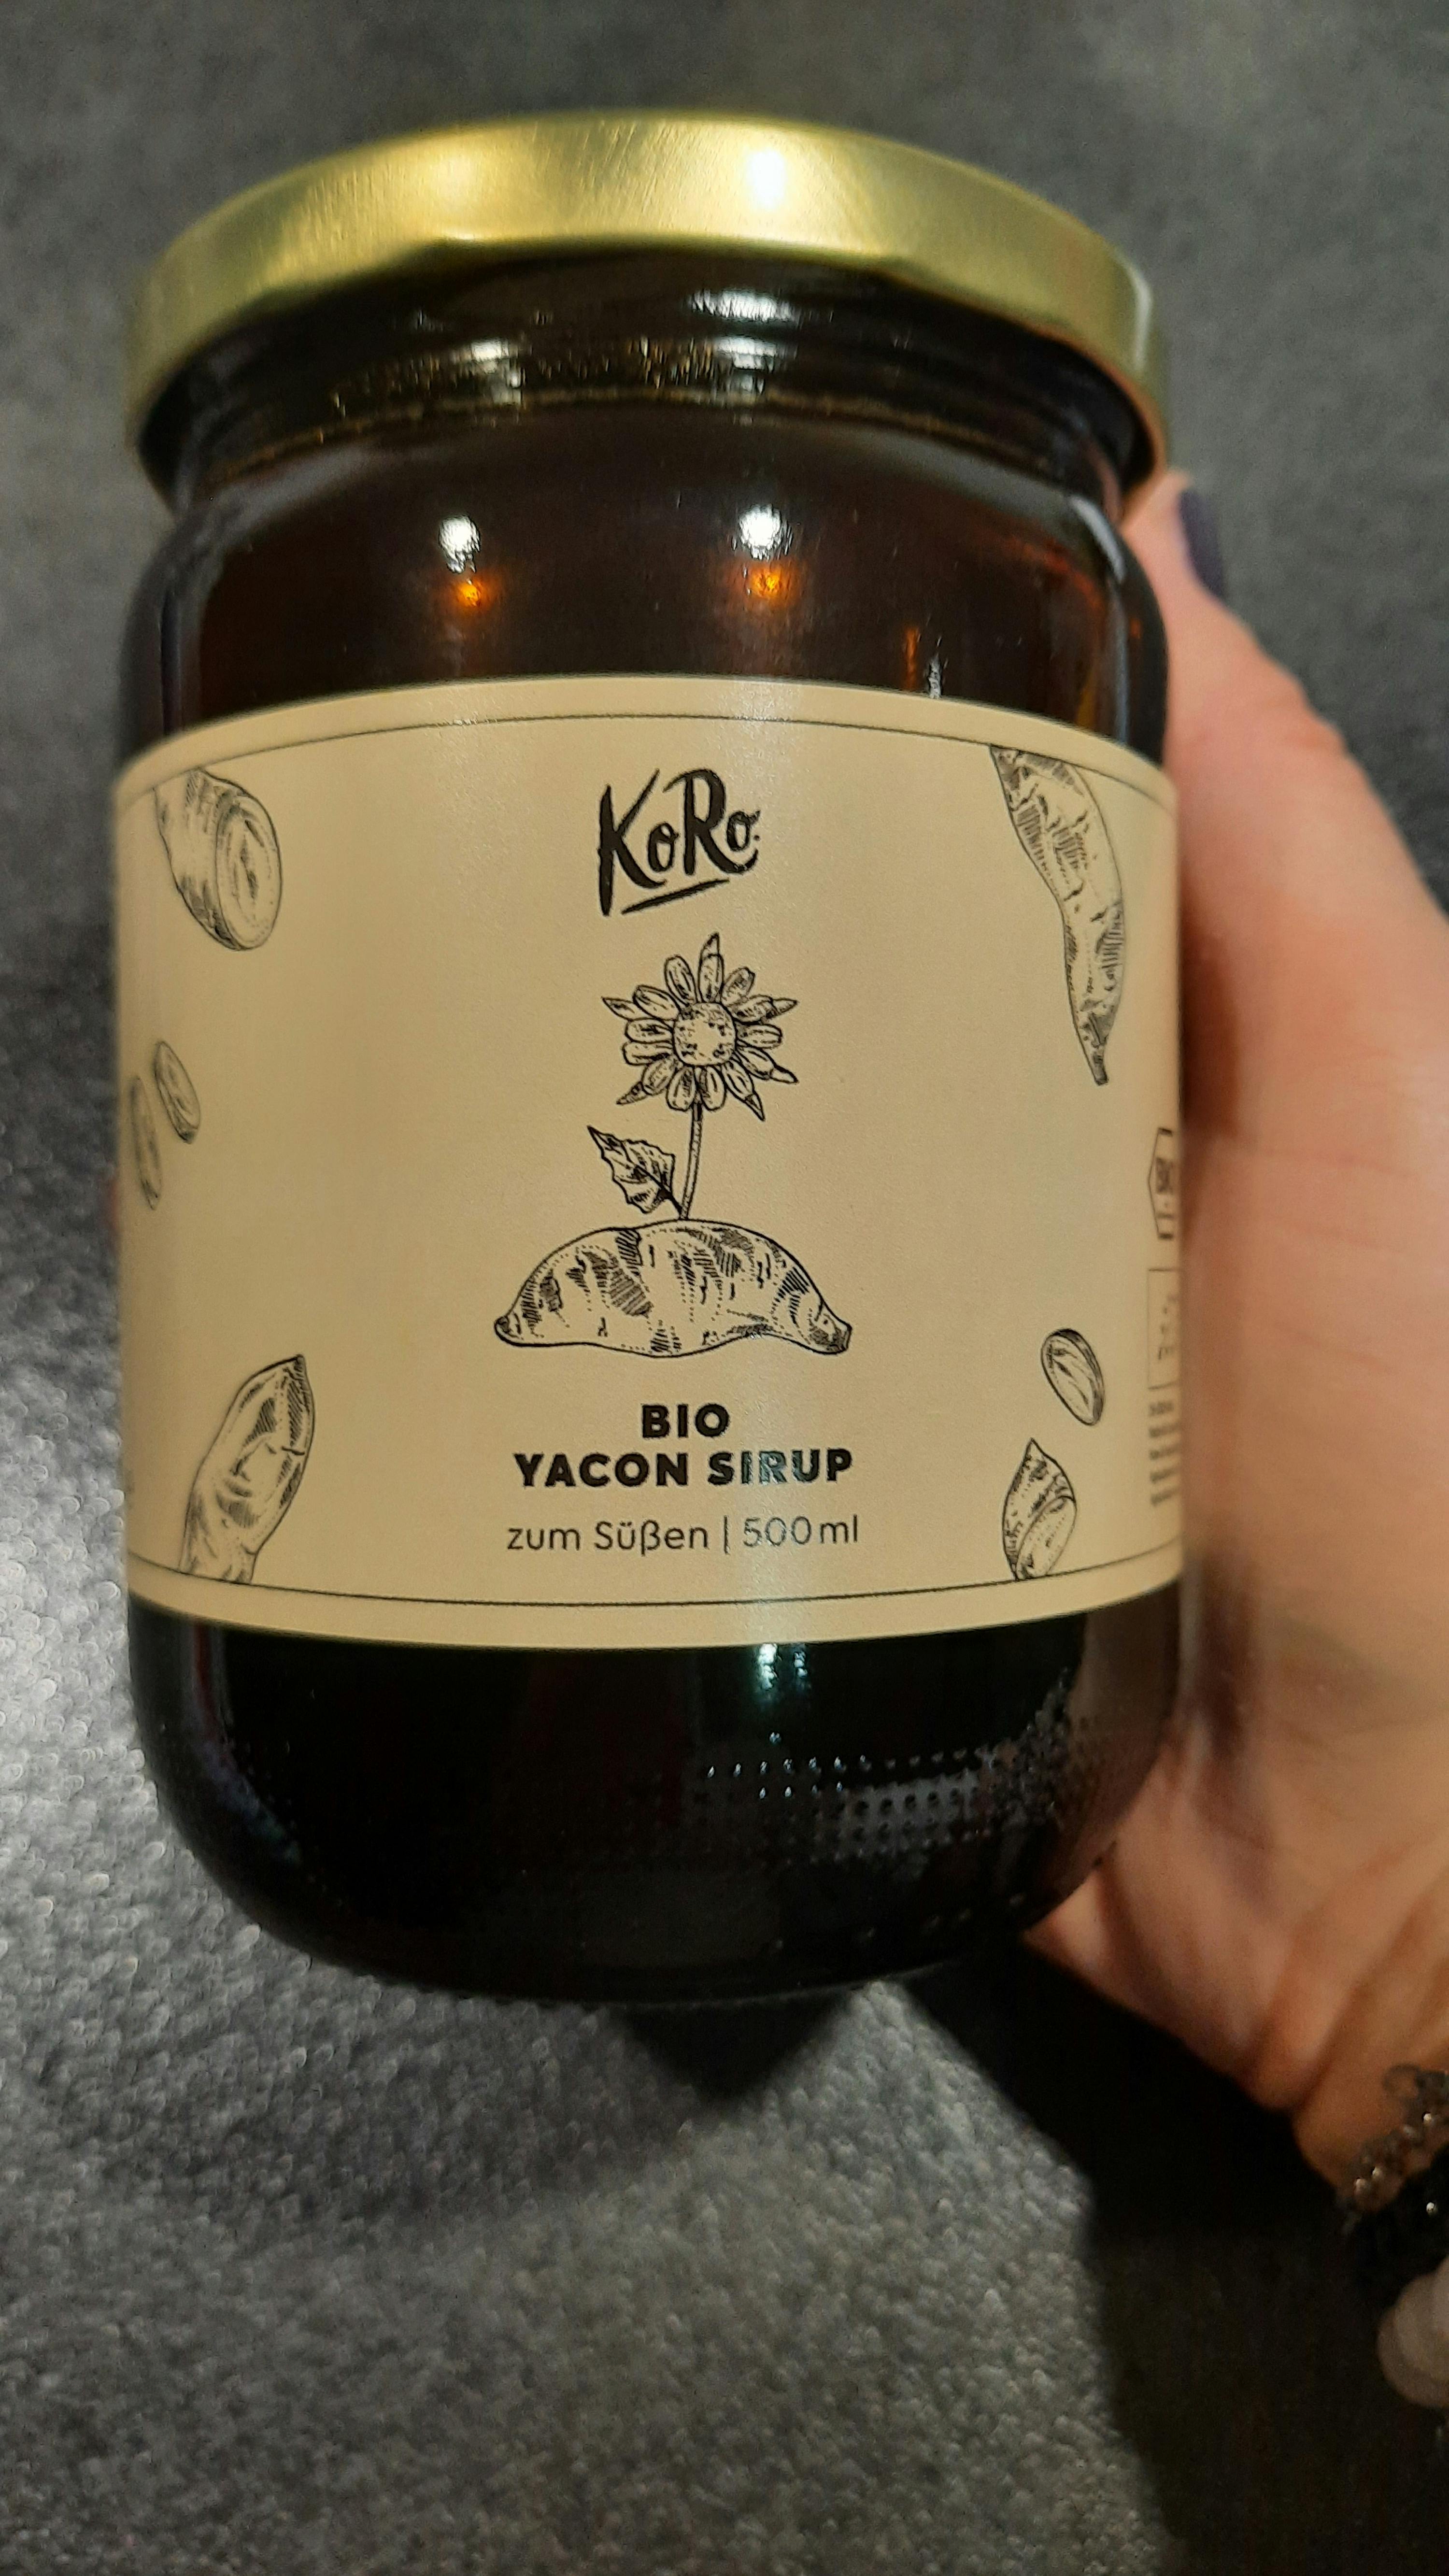 KoRo
BIO
YACON SIRUP
zum Süßen | 500 ml